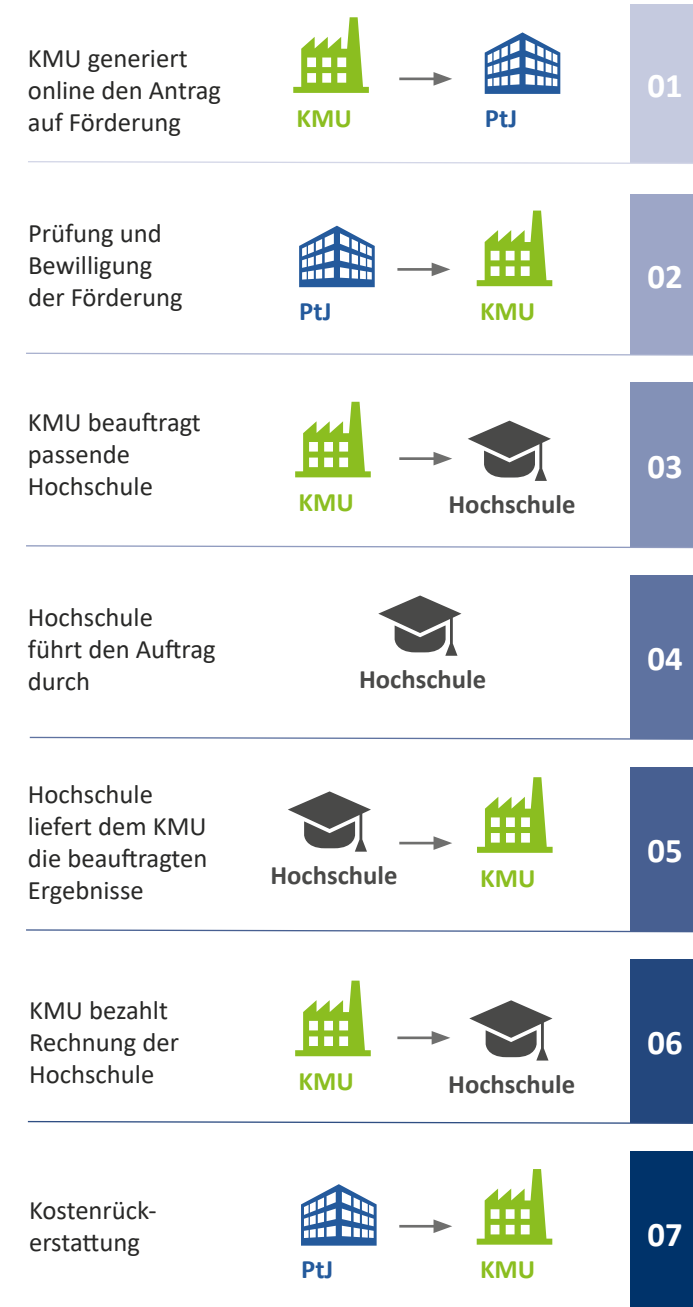 KMU generiert
online den Antrag
auf Förderung
KMU
PtJ
01
Prüfung und
Bewilligung
der Förderung
PtJ
KMU
02
KMU beauftragt
passende
Hochschule
KMU
Hochschule
03
Hochschule
führt den Auftrag
durch
Hochschule
04
Hochschule
liefert dem KMU
die beauftragten
Ergebnisse
Hochschule
KMU
05
KMU bezahlt
Rechnung der
Hochschule
KMU
Hochschule
06
Kostenrück-
erstattung
PtJ
KMU
07